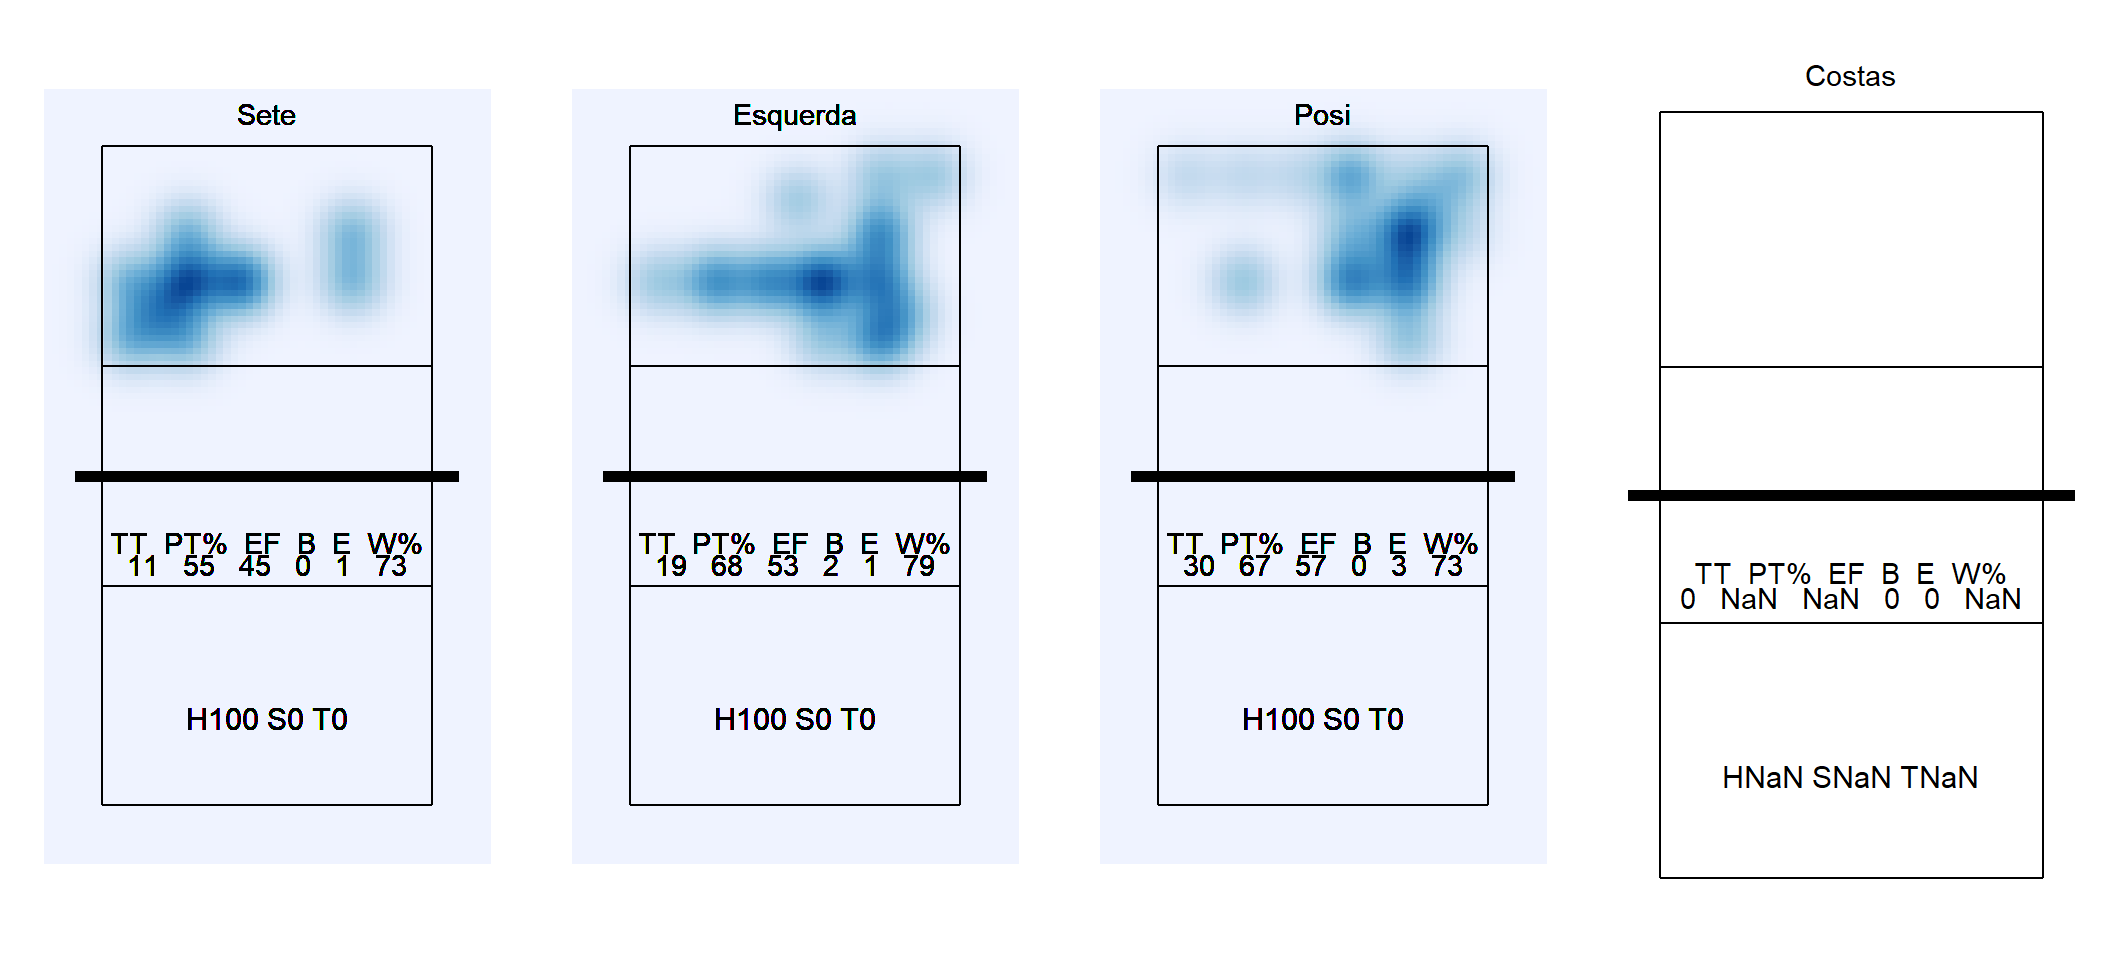 Sete
TT PT% EF B E W%
11 55 45 0 1 73
H100 S0 T0
Esquerda
TT PT% EF B E W%
19 68 53 2 1 79
H100 S0 T0
Posi
TT PT% EF B E W%
30 67 57 0 3 73
H100 S0 T0
Costas
TT PT% EF B E W%
0 NaN NaN 0 0 NaN
HNaN SNaN TNaN